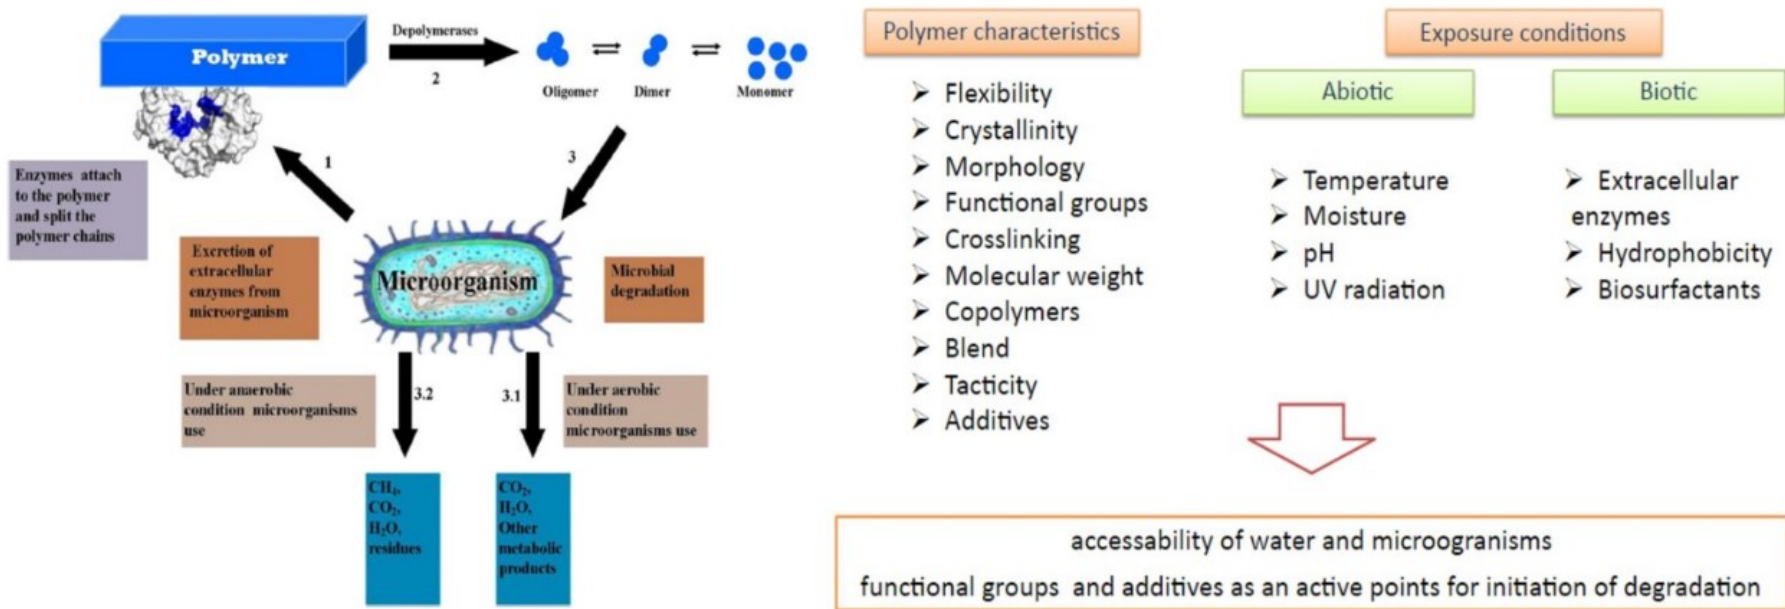 Polymer
Depolymerases
2
Oligomer
Dimer
Monomer
1
3
Enzymes attach
to the polymer
and split the
polymer chains
Excretion of
extracellular
enzymes from
microorganism
Microorganism
Microbial
degradation
Under anaerobic
condition microorganisms
use
3.2
3.1
Under aerobic
condition
microorganisms use
CH₄,
CO₂,
H₂O,
residues
CO₂,
H₂O,
Other
metabolic
products
Polymer characteristics
➢ Flexibility
➢ Crystallinity
➢ Morphology
➢ Functional groups
➢ Crosslinking
➢ Molecular weight
➢ Copolymers
➢ Blend
➢ Tacticity
➢ Additives
Exposure conditions
Abiotic
➢ Temperature
➢ Moisture
➢ pH
➢ UV radiation
Biotic
➢ Extracellular
enzymes
➢ Hydrophobicity
➢ Biosurfactants
accessability of water and microogranisms
functional groups and additives as an active points for initiation of degradation